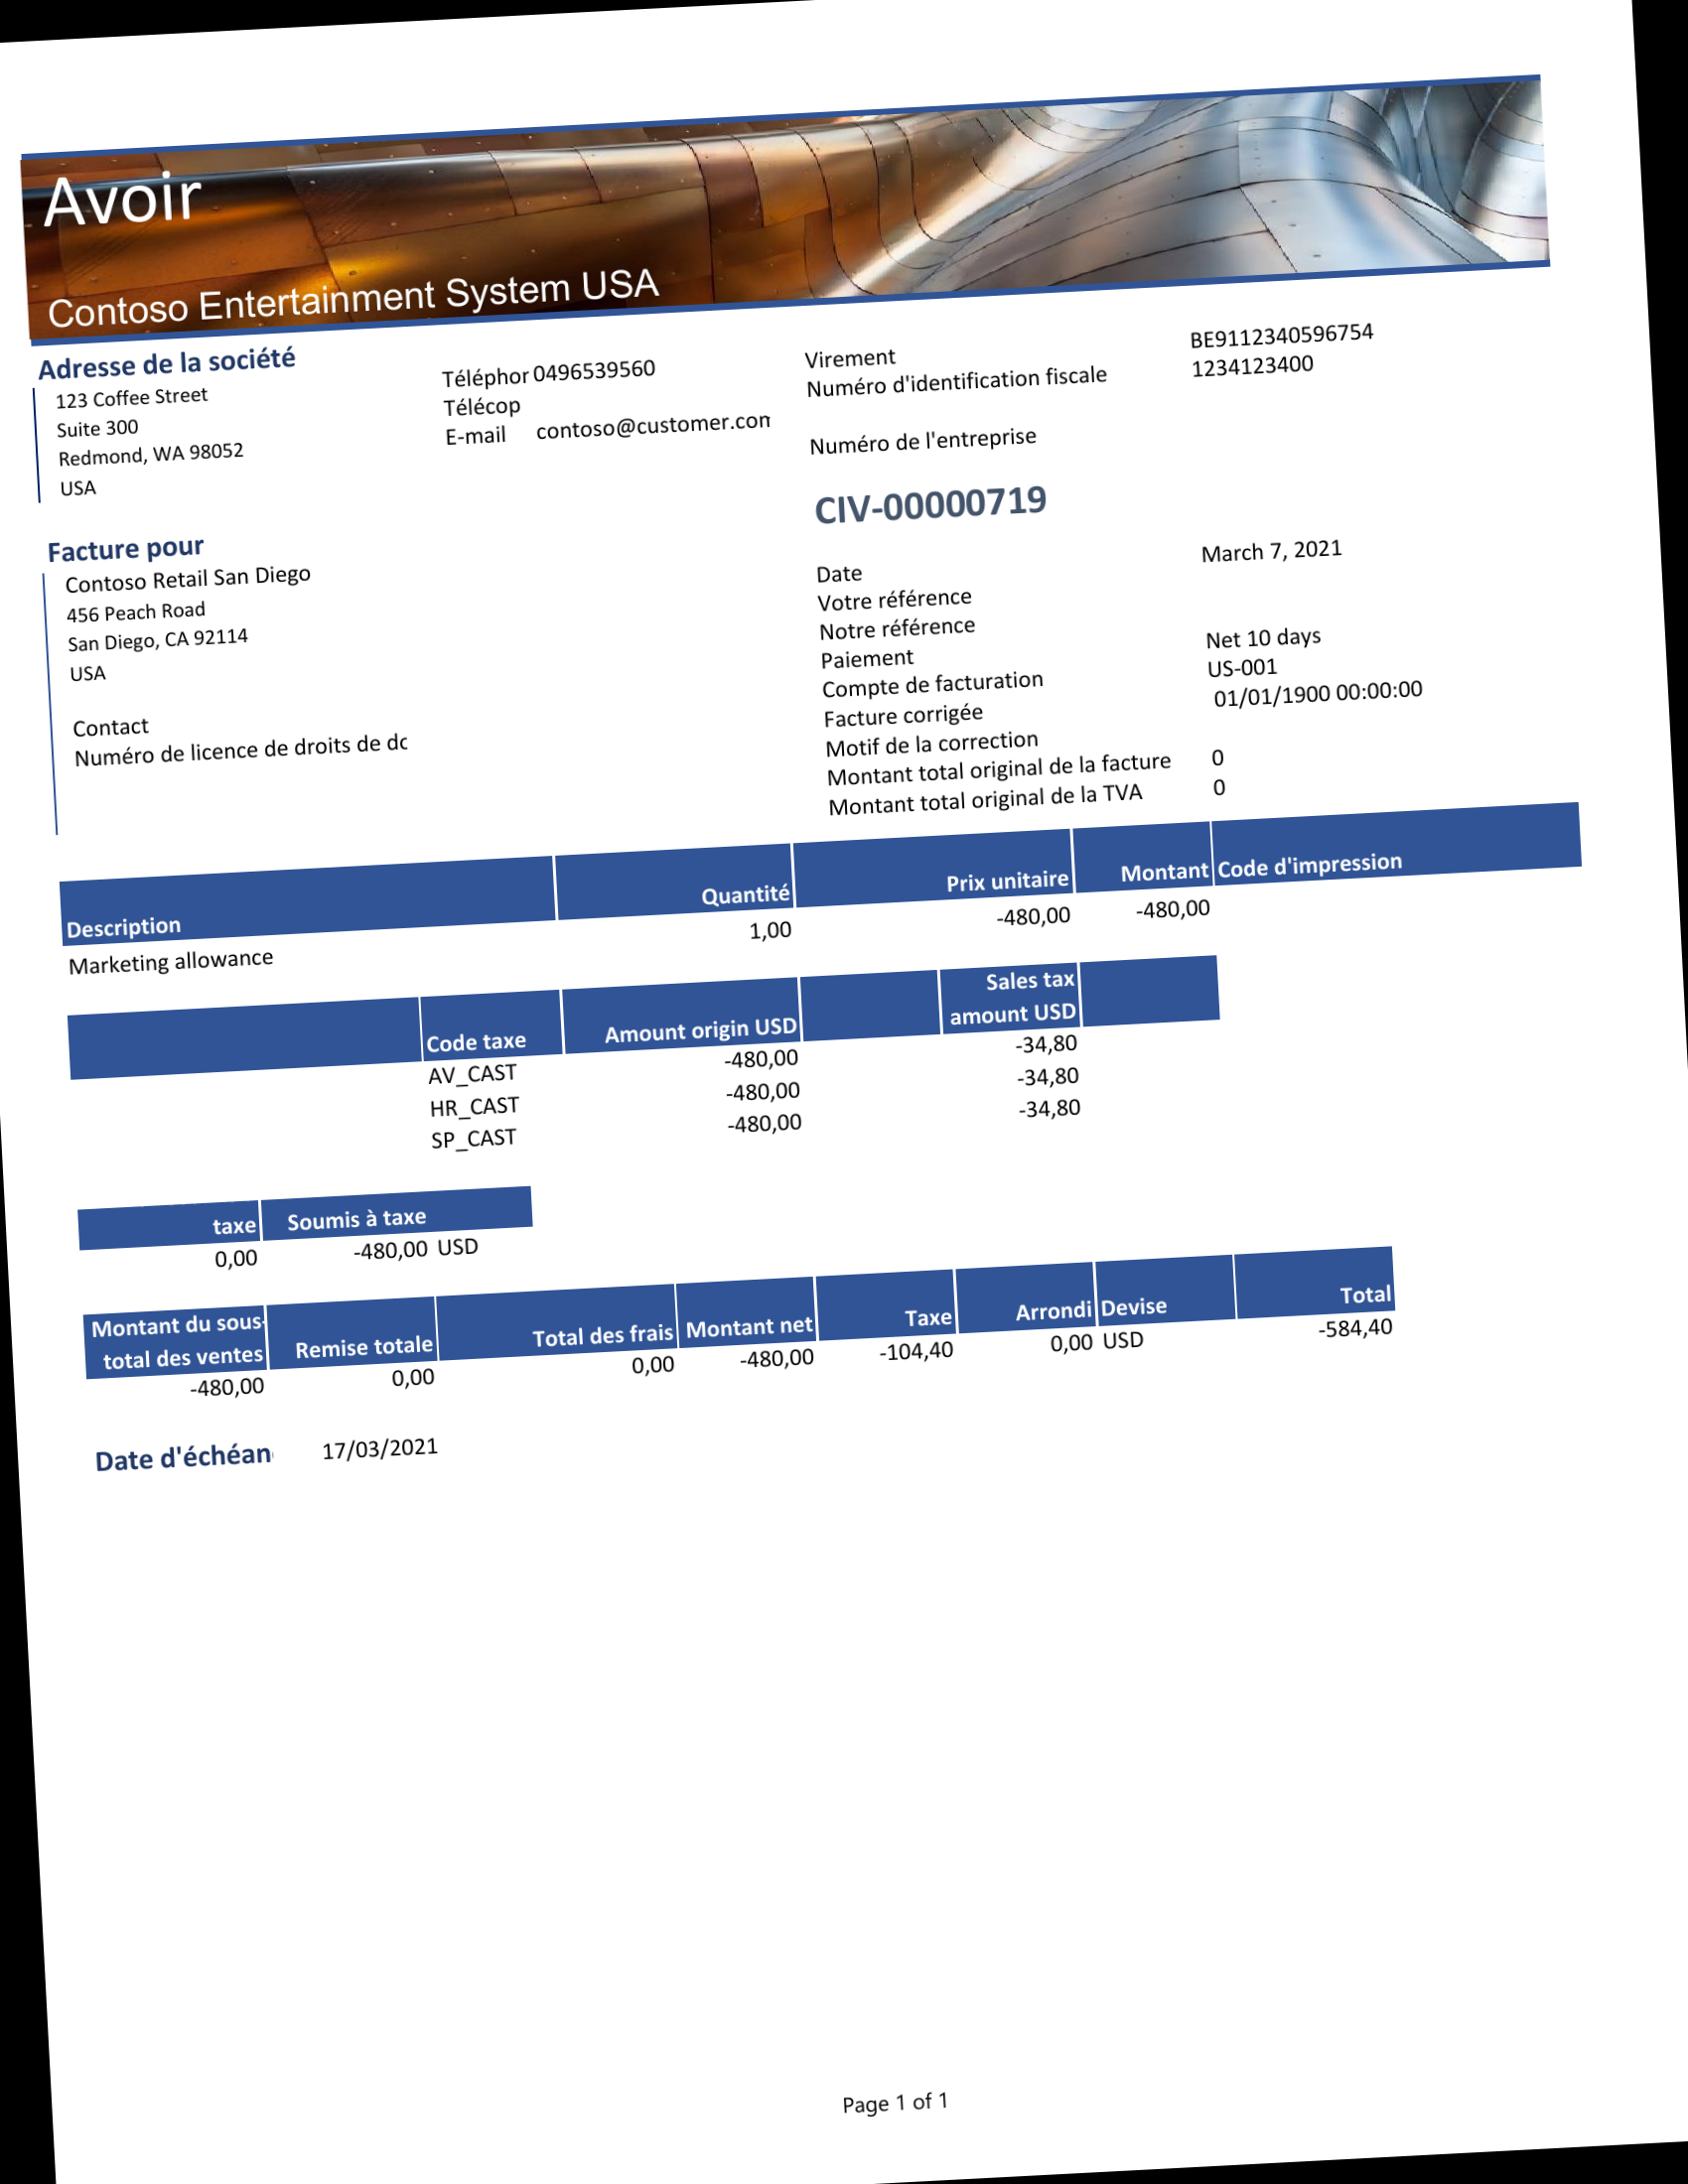 Avoir
Contoso Entertainment System USA
Adresse de la société
123 Coffee Street
Suite 300
Redmond, WA 98052
USA
Téléphor 0496539560
Télécop
E-mail contoso@customer.con
Virement BE9112340596754
Numéro d'identification fiscale 1234123400
Numéro de l'entreprise
CIV-00000719
Facture pour
Contoso Retail San Diego
456 Peach Road
San Diego, CA 92114
USA
Contact
Numéro de licence de droits de dc
Date March 7, 2021
Votre référence
Notre référence
Paiement Net 10 days
Compte de facturation US-001
Facture corrigée 01/01/1900 00:00:00
Motif de la correction
Montant total original de la facture 0
Montant total original de la TVA 0
Description Quantité Prix unitaire Montant Code d'impression
Marketing allowance 1,00 -480,00 -480,00
Code taxe Amount origin USD Sales tax amount USD
AV_CAST -480,00 -34,80
HR_CAST -480,00 -34,80
SP_CAST -480,00 -34,80
taxe Soumis à taxe
0,00 -480,00 USD
Montant du sous-total des ventes Remise totale Total des frais Montant net Taxe Arrondi Devise Total
-480,00 0,00 0,00 -480,00 -104,40 0,00 USD -584,40
Date d'échéan 17/03/2021
Page 1 of 1